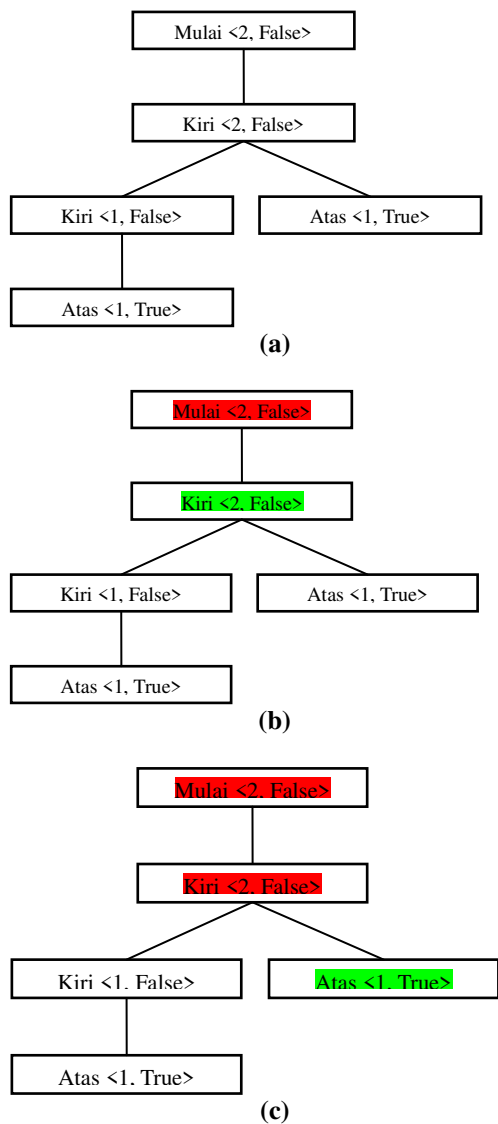 Mulai <2, False>
Kiri <2, False>
Kiri <1, False>
Atas <1, True>
Atas <1, True>
(a)
Mulai <2, False>
Kiri <2, False>
Kiri <1, False>
Atas <1, True>
Atas <1, True>
(b)
Mulai <2, False>
Kiri <2, False>
Kiri <1, False>
Atas <1, True>
Atas <1, True>
(c)